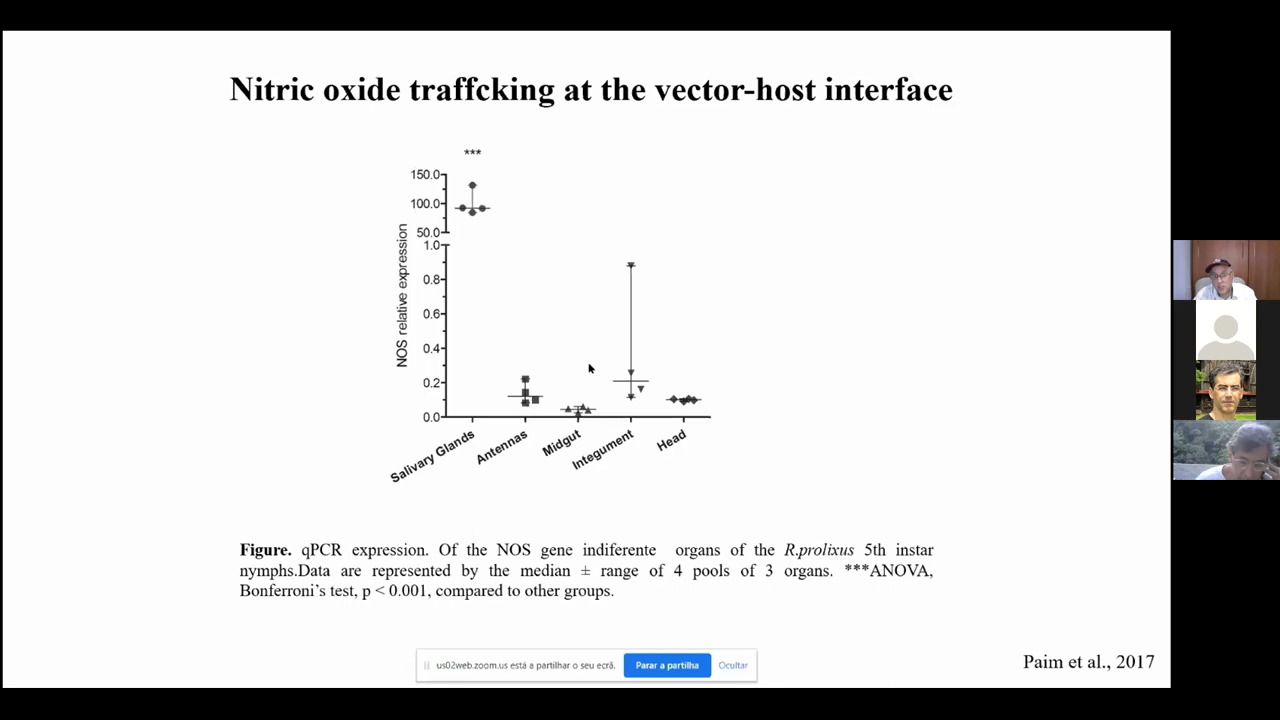 Nitric oxide traffcking at the vector-host interface
***
150.0
100.0
50.0
1.0
0.8
0.6
0.4
0.2
0.0
NOS relative expression
Salivary Glands
Antennas
Midgut
Integument
Head
Figure. qPCR expression. Of the NOS gene indiferente organs of the R.prolixus 5th instar
nymphs.Data are represented by the median ± range of 4 pools of 3 organs. ***ANOVA,
Bonferroni's test, p < 0.001, compared to other groups.
us02web.zoom.us está a partilhar o seu ecrã. Parar a partilha Ocultar
Paim et al., 2017